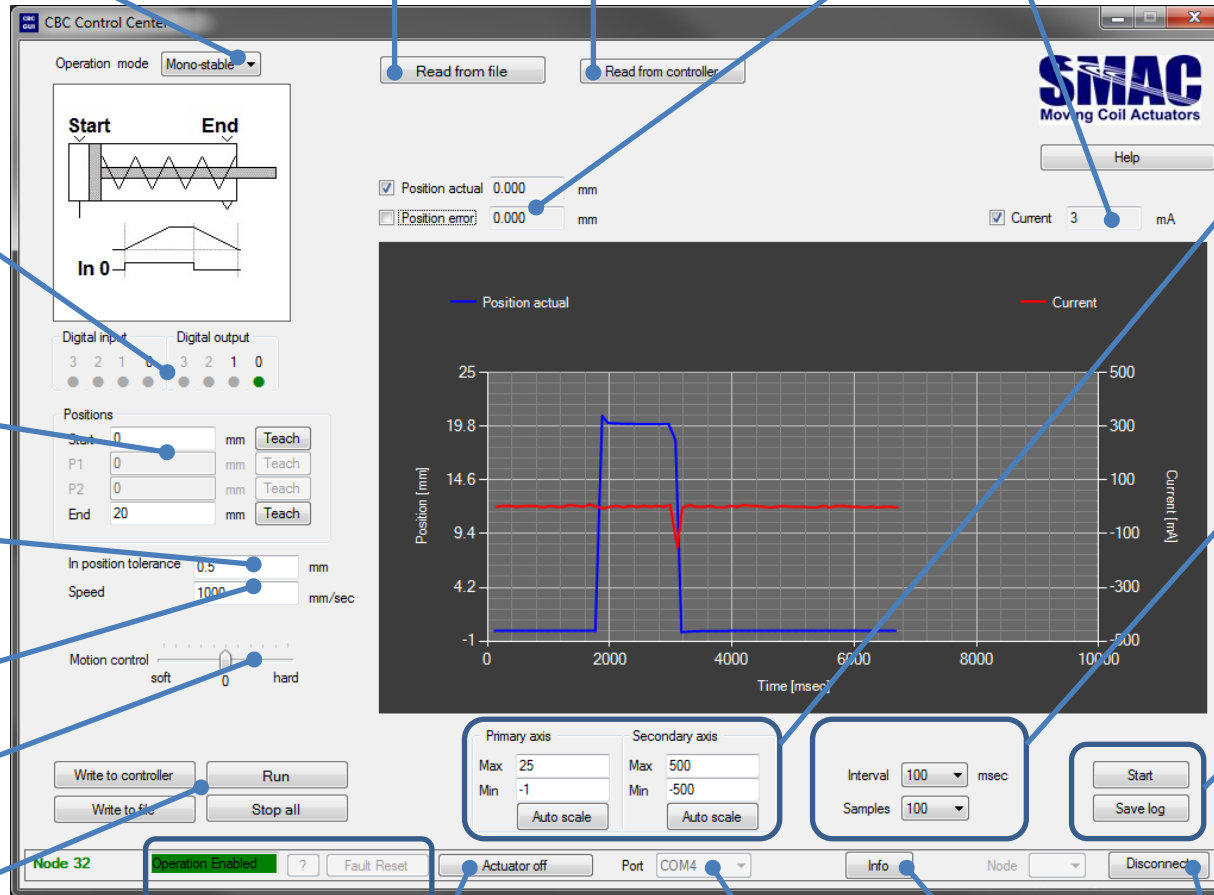 CBC GUI CBC Control Center
Operation mode Mono-stable
Read from file Read from controller
SMAC
Moving Coil Actuators
Help
Start End
In 0
Position actual 0.000 mm
Position error 0.000 mm
Current 3 mA
Position actual Current
Digital input Digital output
3 2 1 0 3 2 1 0
Positions
Start 0 mm Teach
P1 0 mm Teach
P2 0 mm Teach
End 20 mm Teach
In position tolerance 0.5 mm
Speed 1000 mm/sec
Motion control
soft 0 hard
25 500
19.8 300
14.6 100
9.4 -100
4.2 -300
-1 -500
Position [mm]
Current [mA]
0 2000 4000 6000 8000 10000
Time [msec]
Primary axis Secondary axis
Max 25 Max 500
Min -1 Min -500
Auto scale Auto scale
Interval 100 msec
Samples 100
Start
Save log
Write to controller Run
Write to file Stop all
Node 32 Operation Enabled ? Fault Reset Actuator off Port COM4 Info Node Disconnect